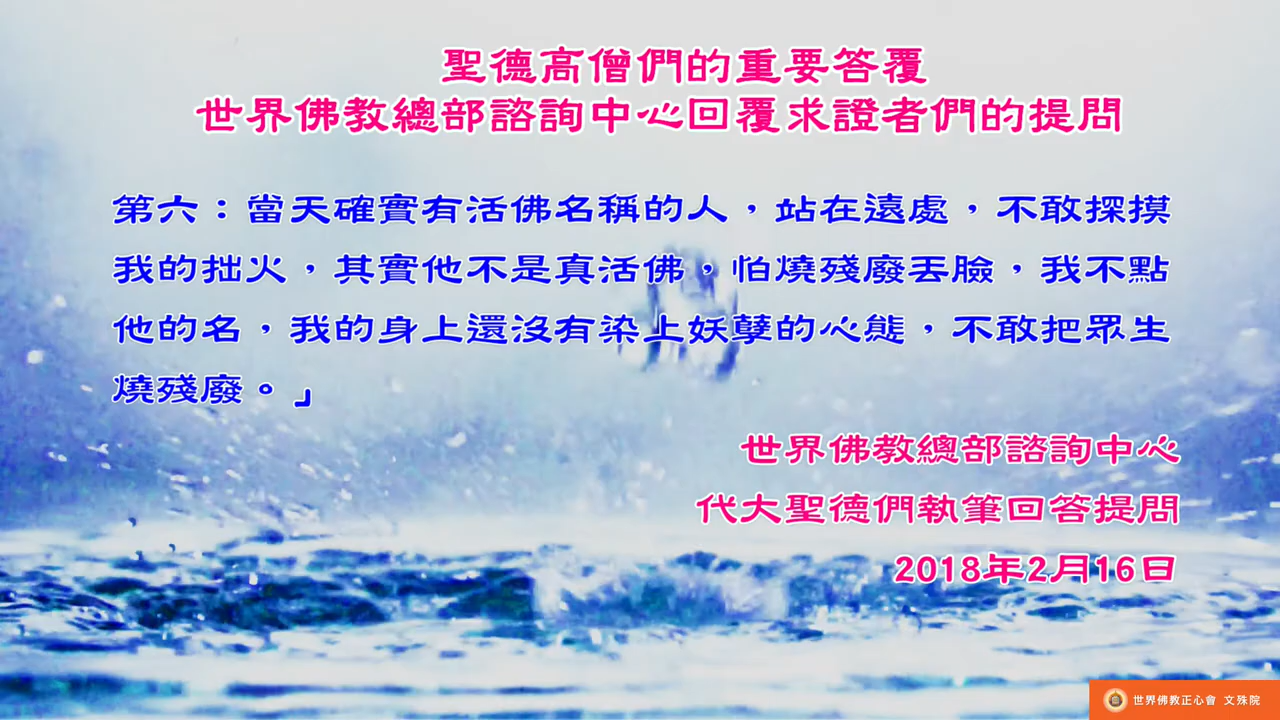 聖德高僧們的重要答覆
世界佛教總部諮詢中心回覆求證者們的提問
第六：當天確實有活佛名稱的人，站在遠處，不敢探摸
我的拙火，其實他不是真活佛，怕燒殘廢丟臉，我不點
他的名，我的身上還沒有染上妖孽的心態，不敢把眾生
燒殘廢。」
世界佛教總部諮詢中心
代大聖德們執筆回答提問
2018年2月16日
世界佛教正心會 文殊院